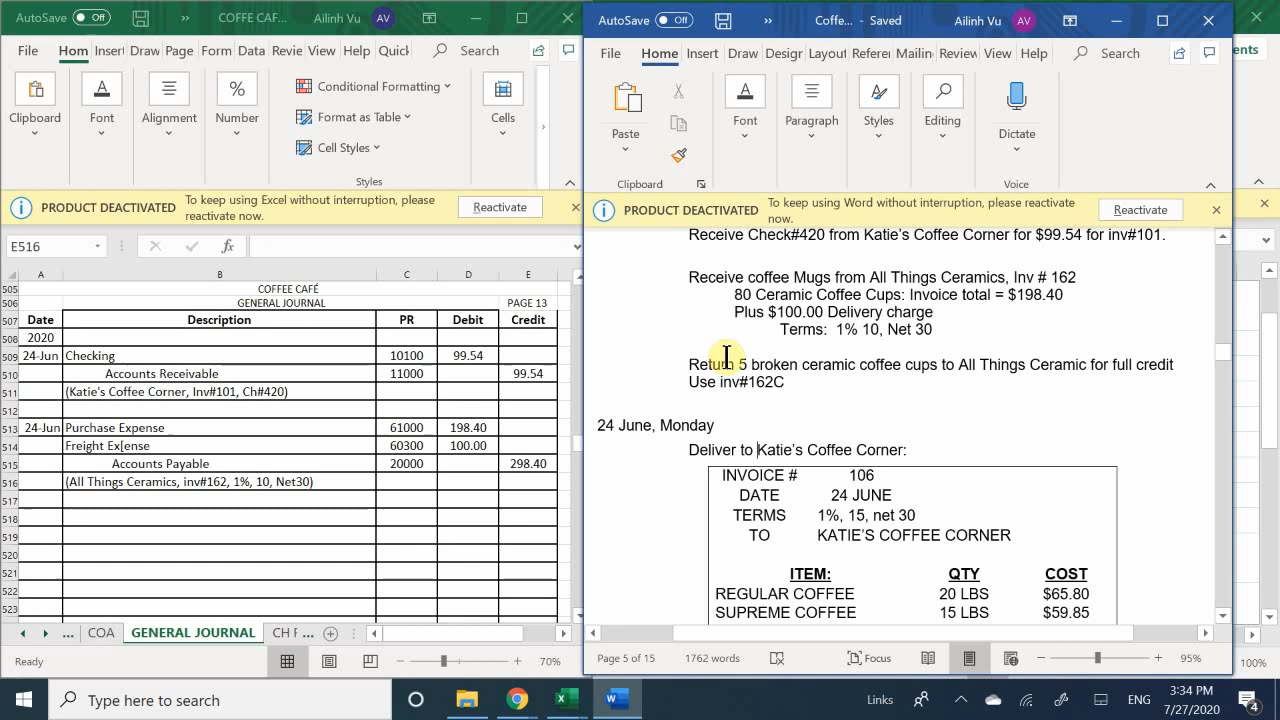 AutoSave Off COFFE CAF... Ailinh Vu AV
File Hom Insert Draw Page Form Data Revie View Help Quick Search
Clipboard
Font
Alignment
%
Number
Conditional Formatting
Format as Table
Cell Styles
Cells
Styles
PRODUCT DEACTIVATED To keep using Excel without interruption, please reactivate now. Reactivate
E516 fx
A B C D E
505 COFFEE CAFÉ
506 GENERAL JOURNAL PAGE 13
507 Date Description PR Debit Credit
508 2020
509 24-Jun Checking 10100 99.54
510 Accounts Receivable 11000 99.54
511 (Katie's Coffee Corner, Inv#101, Ch#420)
512
513 24-Jun Purchase Expense 61000 198.40
514 Freight Ex[ense 60300 100.00
515 Accounts Payable 20000 298.40
516 (All Things Ceramics, inv#162, 1%, 10, Net30)
517
518
519
520
521
522
523
... COA GENERAL JOURNAL CH F ...
Ready 70%
AutoSave Off Coffe... - Saved Ailinh Vu AV
File Home Insert Draw Design Layout Referen Mailin Review View Help Search
Paste
Clipboard
Font
Paragraph
Styles
Editing
Dictate
Voice
PRODUCT DEACTIVATED To keep using Word without interruption, please reactivate now. Reactivate
Receive Check#420 from Katie's Coffee Corner for $99.54 for inv#101.
Receive coffee Mugs from All Things Ceramics, Inv # 162
80 Ceramic Coffee Cups: Invoice total = $198.40
Plus $100.00 Delivery charge
Terms: 1% 10, Net 30
Return 5 broken ceramic coffee cups to All Things Ceramic for full credit
Use inv#162C
24 June, Monday
Deliver to Katie's Coffee Corner:
INVOICE # 106
DATE 24 JUNE
TERMS 1%, 15, net 30
TO KATIE'S COFFEE CORNER
ITEM: QTY COST
REGULAR COFFEE 20 LBS $65.80
SUPREME COFFEE 15 LBS $59.85
Page 5 of 15 1762 words Focus 95%
ents
100%
Type here to search
Links ENG 3:34 PM
7/27/2020 4